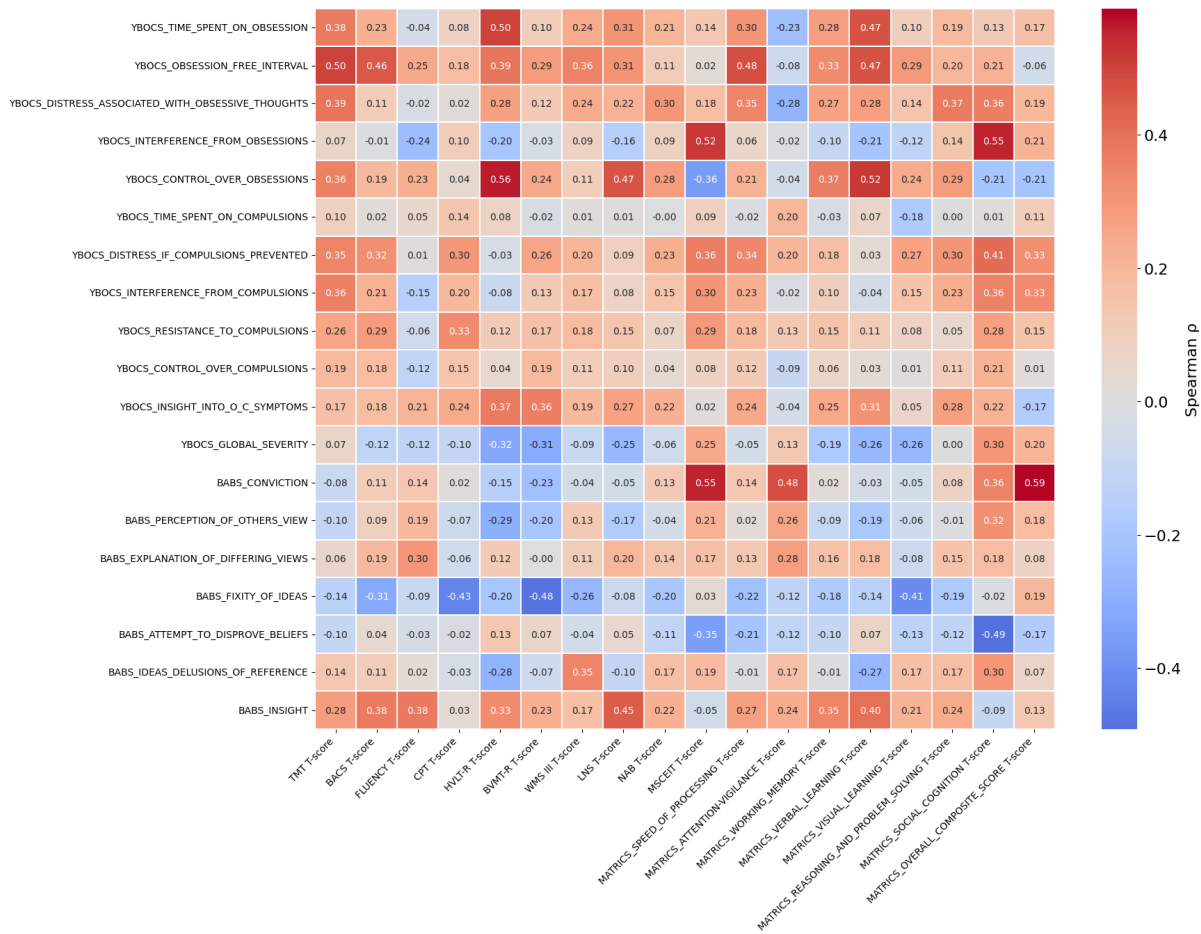 YBOCS_TIME_SPENT_ON_OBSESSION 0.38 0.23 -0.04 0.08 0.50 0.10 0.24 0.31 0.21 0.14 0.30 -0.23 0.28 0.47 0.10 0.19 0.13 0.17
YBOCS_OBSESSION_FREE_INTERVAL 0.50 0.46 0.25 0.18 0.39 0.29 0.36 0.31 0.11 0.02 0.48 -0.08 0.33 0.47 0.29 0.20 0.21 -0.06
YBOCS_DISTRESS_ASSOCIATED_WITH_OBSESSIVE_THOUGHTS 0.39 0.11 -0.02 0.02 0.28 0.12 0.24 0.22 0.30 0.18 0.35 -0.28 0.27 0.28 0.14 0.37 0.36 0.19
YBOCS_INTERFERENCE_FROM_OBSESSIONS 0.07 -0.01 -0.24 0.10 -0.20 -0.03 0.09 -0.16 0.09 0.52 0.06 -0.02 -0.10 -0.21 -0.12 0.14 0.55 0.21
YBOCS_CONTROL_OVER_OBSESSIONS 0.36 0.19 0.23 0.04 0.56 0.24 0.11 0.47 0.28 -0.36 0.21 -0.04 0.37 0.52 0.24 0.29 -0.21 -0.21
YBOCS_TIME_SPENT_ON_COMPULSIONS 0.10 0.02 0.05 0.14 0.08 -0.02 0.01 0.01 -0.00 0.09 -0.02 0.20 -0.03 0.07 -0.18 0.00 0.01 0.11
YBOCS_DISTRESS_IF_COMPULSIONS_PREVENTED 0.35 0.32 0.01 0.30 -0.03 0.26 0.20 0.09 0.23 0.36 0.34 0.20 0.18 0.03 0.27 0.30 0.41 0.33
YBOCS_INTERFERENCE_FROM_COMPULSIONS 0.36 0.21 -0.15 0.20 -0.08 0.13 0.17 0.08 0.15 0.30 0.23 -0.02 0.10 -0.04 0.15 0.23 0.36 0.33
YBOCS_RESISTANCE_TO_COMPULSIONS 0.26 0.29 -0.06 0.33 0.12 0.17 0.18 0.15 0.07 0.29 0.18 0.13 0.15 0.11 0.08 0.05 0.28 0.15
YBOCS_CONTROL_OVER_COMPULSIONS 0.19 0.18 -0.12 0.15 0.04 0.19 0.11 0.10 0.04 0.08 0.12 -0.09 0.06 0.03 0.01 0.11 0.21 0.01
YBOCS_INSIGHT_INTO_O_C_SYMPTOMS 0.17 0.18 0.21 0.24 0.37 0.36 0.19 0.27 0.22 0.02 0.24 -0.04 0.25 0.31 0.05 0.28 0.22 -0.17
YBOCS_GLOBAL_SEVERITY 0.07 -0.12 -0.12 -0.10 -0.32 -0.31 -0.09 -0.25 -0.06 0.25 -0.05 0.13 -0.19 -0.26 -0.26 0.00 0.30 0.20
BABS_CONVICTION -0.08 0.11 0.14 0.02 -0.15 -0.23 -0.04 -0.05 0.13 0.55 0.14 0.48 0.02 -0.03 -0.05 0.08 0.36 0.59
BABS_PERCEPTION_OF_OTHERS_VIEW -0.10 0.09 0.19 -0.07 -0.29 -0.20 0.13 -0.17 -0.04 0.21 0.02 0.26 -0.09 -0.19 -0.06 -0.01 0.32 0.18
BABS_EXPLANATION_OF_DIFFERING_VIEWS 0.06 0.19 0.30 -0.06 0.12 -0.00 0.11 0.20 0.14 0.17 0.13 0.28 0.16 0.18 -0.08 0.15 0.18 0.08
BABS_FIXITY_OF_IDEAS -0.14 -0.31 -0.09 -0.43 -0.20 -0.48 -0.26 -0.08 -0.20 0.03 -0.22 -0.12 -0.18 -0.14 -0.41 -0.19 -0.02 0.19
BABS_ATTEMPT_TO_DISPROVE_BELIEFS -0.10 0.04 -0.03 -0.02 0.13 0.07 -0.04 0.05 -0.11 -0.35 -0.21 -0.12 -0.10 0.07 -0.13 -0.12 -0.49 -0.17
BABS_IDEAS_DELUSIONS_OF_REFERENCE 0.14 0.11 0.02 -0.03 -0.28 -0.07 0.35 -0.10 0.17 0.19 -0.01 0.17 -0.01 -0.27 0.17 0.17 0.30 0.07
BABS_INSIGHT 0.28 0.38 0.38 0.03 0.33 0.23 0.17 0.45 0.22 -0.05 0.27 0.24 0.35 0.40 0.21 0.24 -0.09 0.13
TMT T-score
BACS T-score
FLUENCY T-score
CPT T-score
HVLT-R T-score
BVMT-R T-score
WMS III T-score
LNS T-score
NAB T-score
MSCEIT T-score
MATRICS_SPEED_OF_PROCESSING T-score
MATRICS_ATTENTION-VIGILANCE T-score
MATRICS_WORKING_MEMORY T-score
MATRICS_VERBAL_LEARNING T-score
MATRICS_VISUAL_LEARNING T-score
MATRICS_REASONING_AND_PROBLEM_SOLVING T-score
MATRICS_SOCIAL_COGNITION T-score
MATRICS_OVERALL_COMPOSITE_SCORE T-score
0.4
0.2
0.0
−0.2
−0.4
Spearman ρ